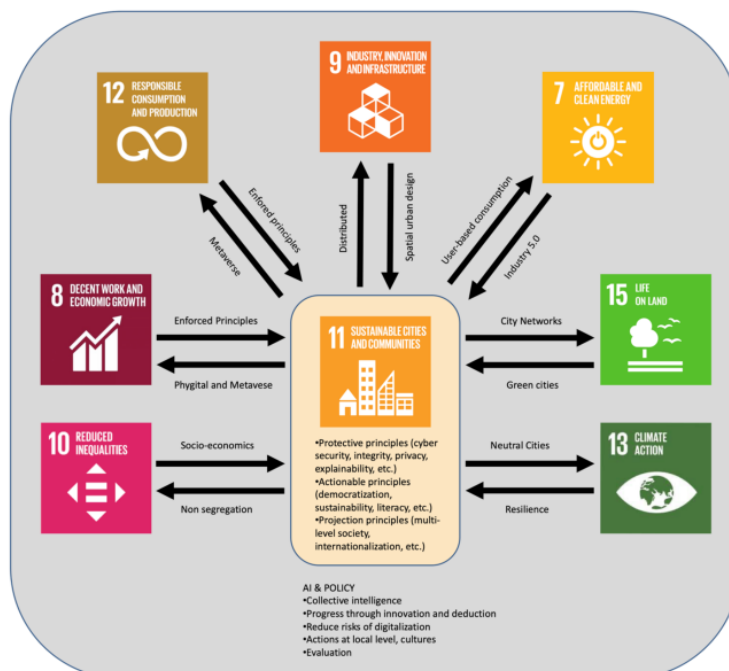 12 RESPONSIBLE
CONSUMPTION
AND PRODUCTION
9 INDUSTRY, INNOVATION
AND INFRASTRUCTURE
7 AFFORDABLE AND
CLEAN ENERGY
Enfored principles
Metaverse
Distributed
Spatial urban design
User-based consumption
Industry 5.0
8 DECENT WORK AND
ECONOMIC GROWTH
Enforced Principles
Phygital and Metavese
11 SUSTAINABLE CITIES
AND COMMUNITIES
City Networks
Green cities
15 LIFE
ON LAND
10 REDUCED
INEQUALITIES
Socio-economics
Non segregation
•Protective principles (cyber
security, integrity, privacy,
explainability, etc.)
•Actionable principles
(democratization,
sustainability, literacy, etc.)
•Projection principles (multi-
level society,
internationalization, etc.)
Neutral Cities
Resilience
13 CLIMATE
ACTION
AI & POLICY
•Collective intelligence
•Progress through innovation and deduction
•Reduce risks of digitalization
•Actions at local level, cultures
•Evaluation